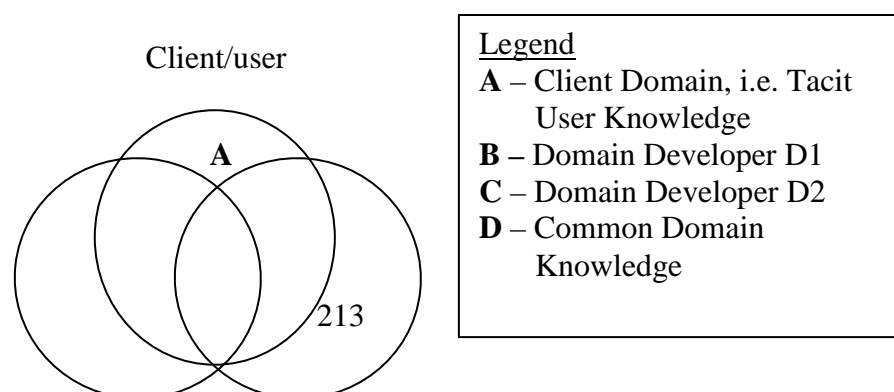 Client/user
A
213
Legend
A – Client Domain, i.e. Tacit
User Knowledge
B – Domain Developer D1
C – Domain Developer D2
D – Common Domain
Knowledge